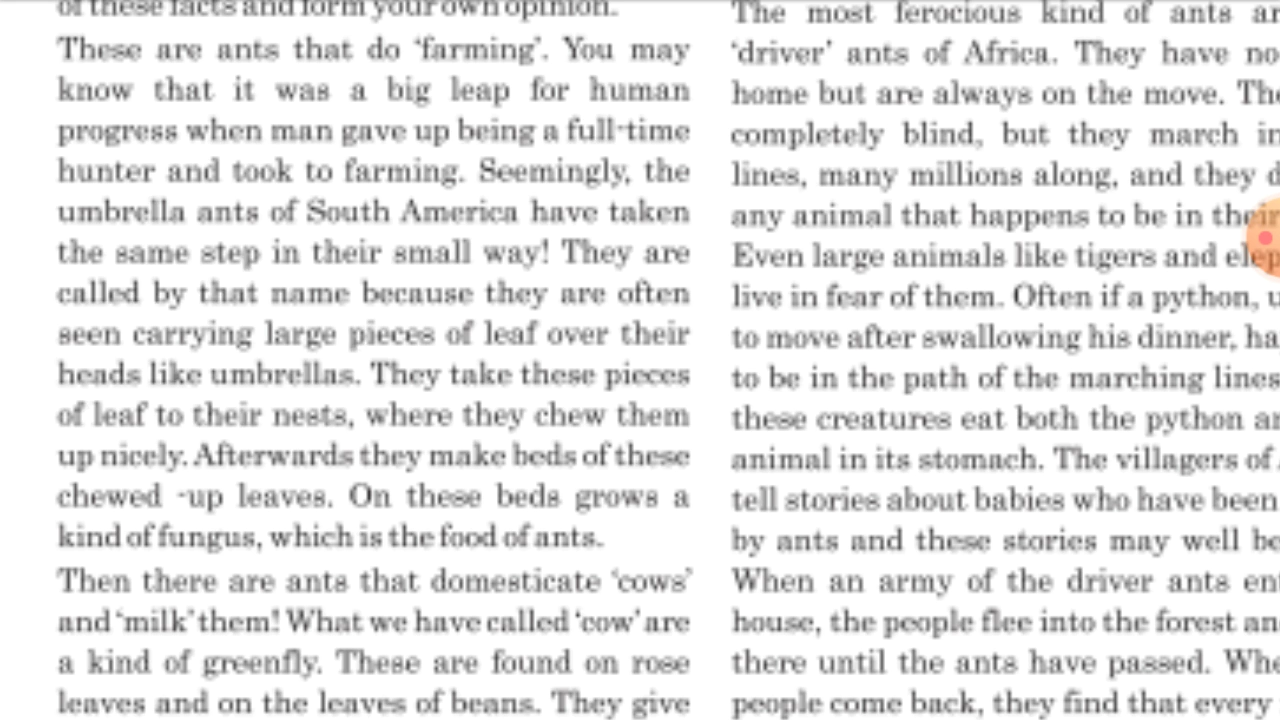 of these facts and form your own opinion.
These are ants that do ‘farming’. You may
know that it was a big leap for human
progress when man gave up being a full-time
hunter and took to farming. Seemingly, the
umbrella ants of South America have taken
the same step in their small way! They are
called by that name because they are often
seen carrying large pieces of leaf over their
heads like umbrellas. They take these pieces
of leaf to their nests, where they chew them
up nicely. Afterwards they make beds of these
chewed -up leaves. On these beds grows a
kind of fungus, which is the food of ants.
Then there are ants that domesticate ‘cows’
and ‘milk’ them! What we have called ‘cow’ are
a kind of greenfly. These are found on rose
leaves and on the leaves of beans. They give
The most ferocious kind of ants
‘driver’ ants of Africa. They have no
home but are always on the move.
completely blind, but they march
lines, many millions along, and they
any animal that happens to be in their
Even large animals like tigers and
live in fear of them. Often if a python,
to move after swallowing his dinner,
to be in the path of the marching lines
these creatures eat both the python
animal in its stomach. The villagers of
tell stories about babies who have been
by ants and these stories may well
When an army of the driver ants
house, the people flee into the forest
there until the ants have passed.
people come back, they find that every